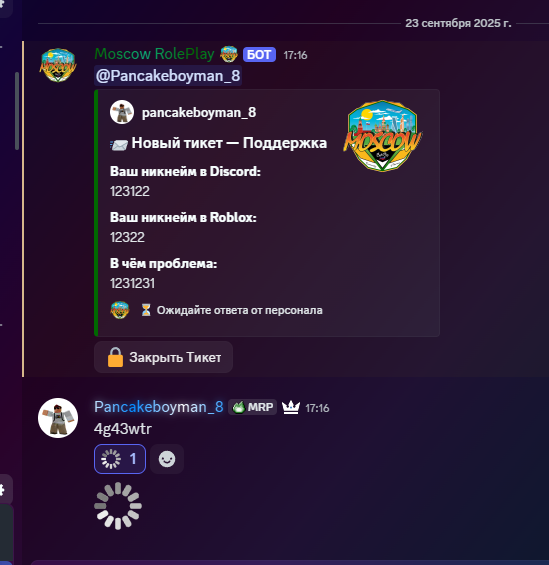 23 сентября 2025 г.
Moscow RolePlay БОТ 17:16
@Pancakeboyman_8
pancakeboyman_8
Новый тикет — Поддержка
MOSCOW
Ваш никнейм в Discord:
123122
Ваш никнейм в Roblox:
12322
В чём проблема:
1231231
Ожидайте ответа от персонала
Закрыть Тикет
Pancakeboyman_8 MRP 17:16
4g43wtr
1